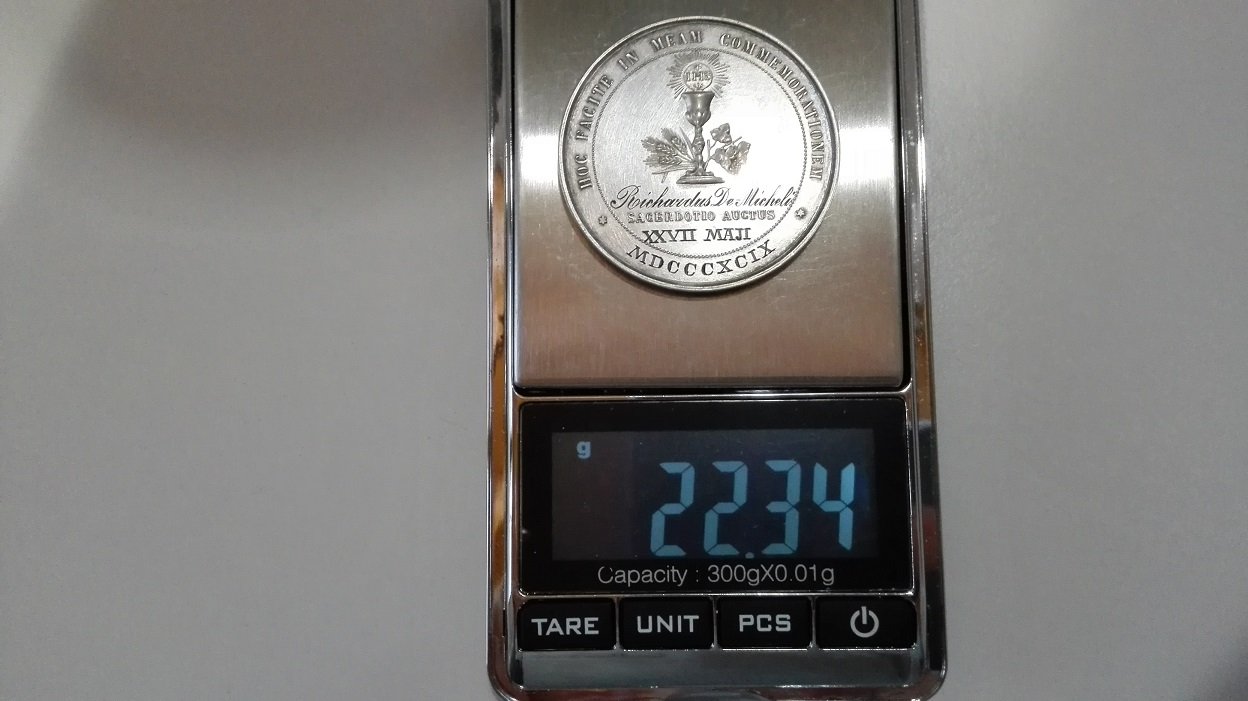 HOC FACITE IN MEAM COMMEMORATIONEM
IHS
Richardus De Micheli
SACERDOTIO AUCTUS
XXVII MAJI
MDCCCXCIX
g
22.34
Capacity : 300gX0.01g
TARE UNIT PCS